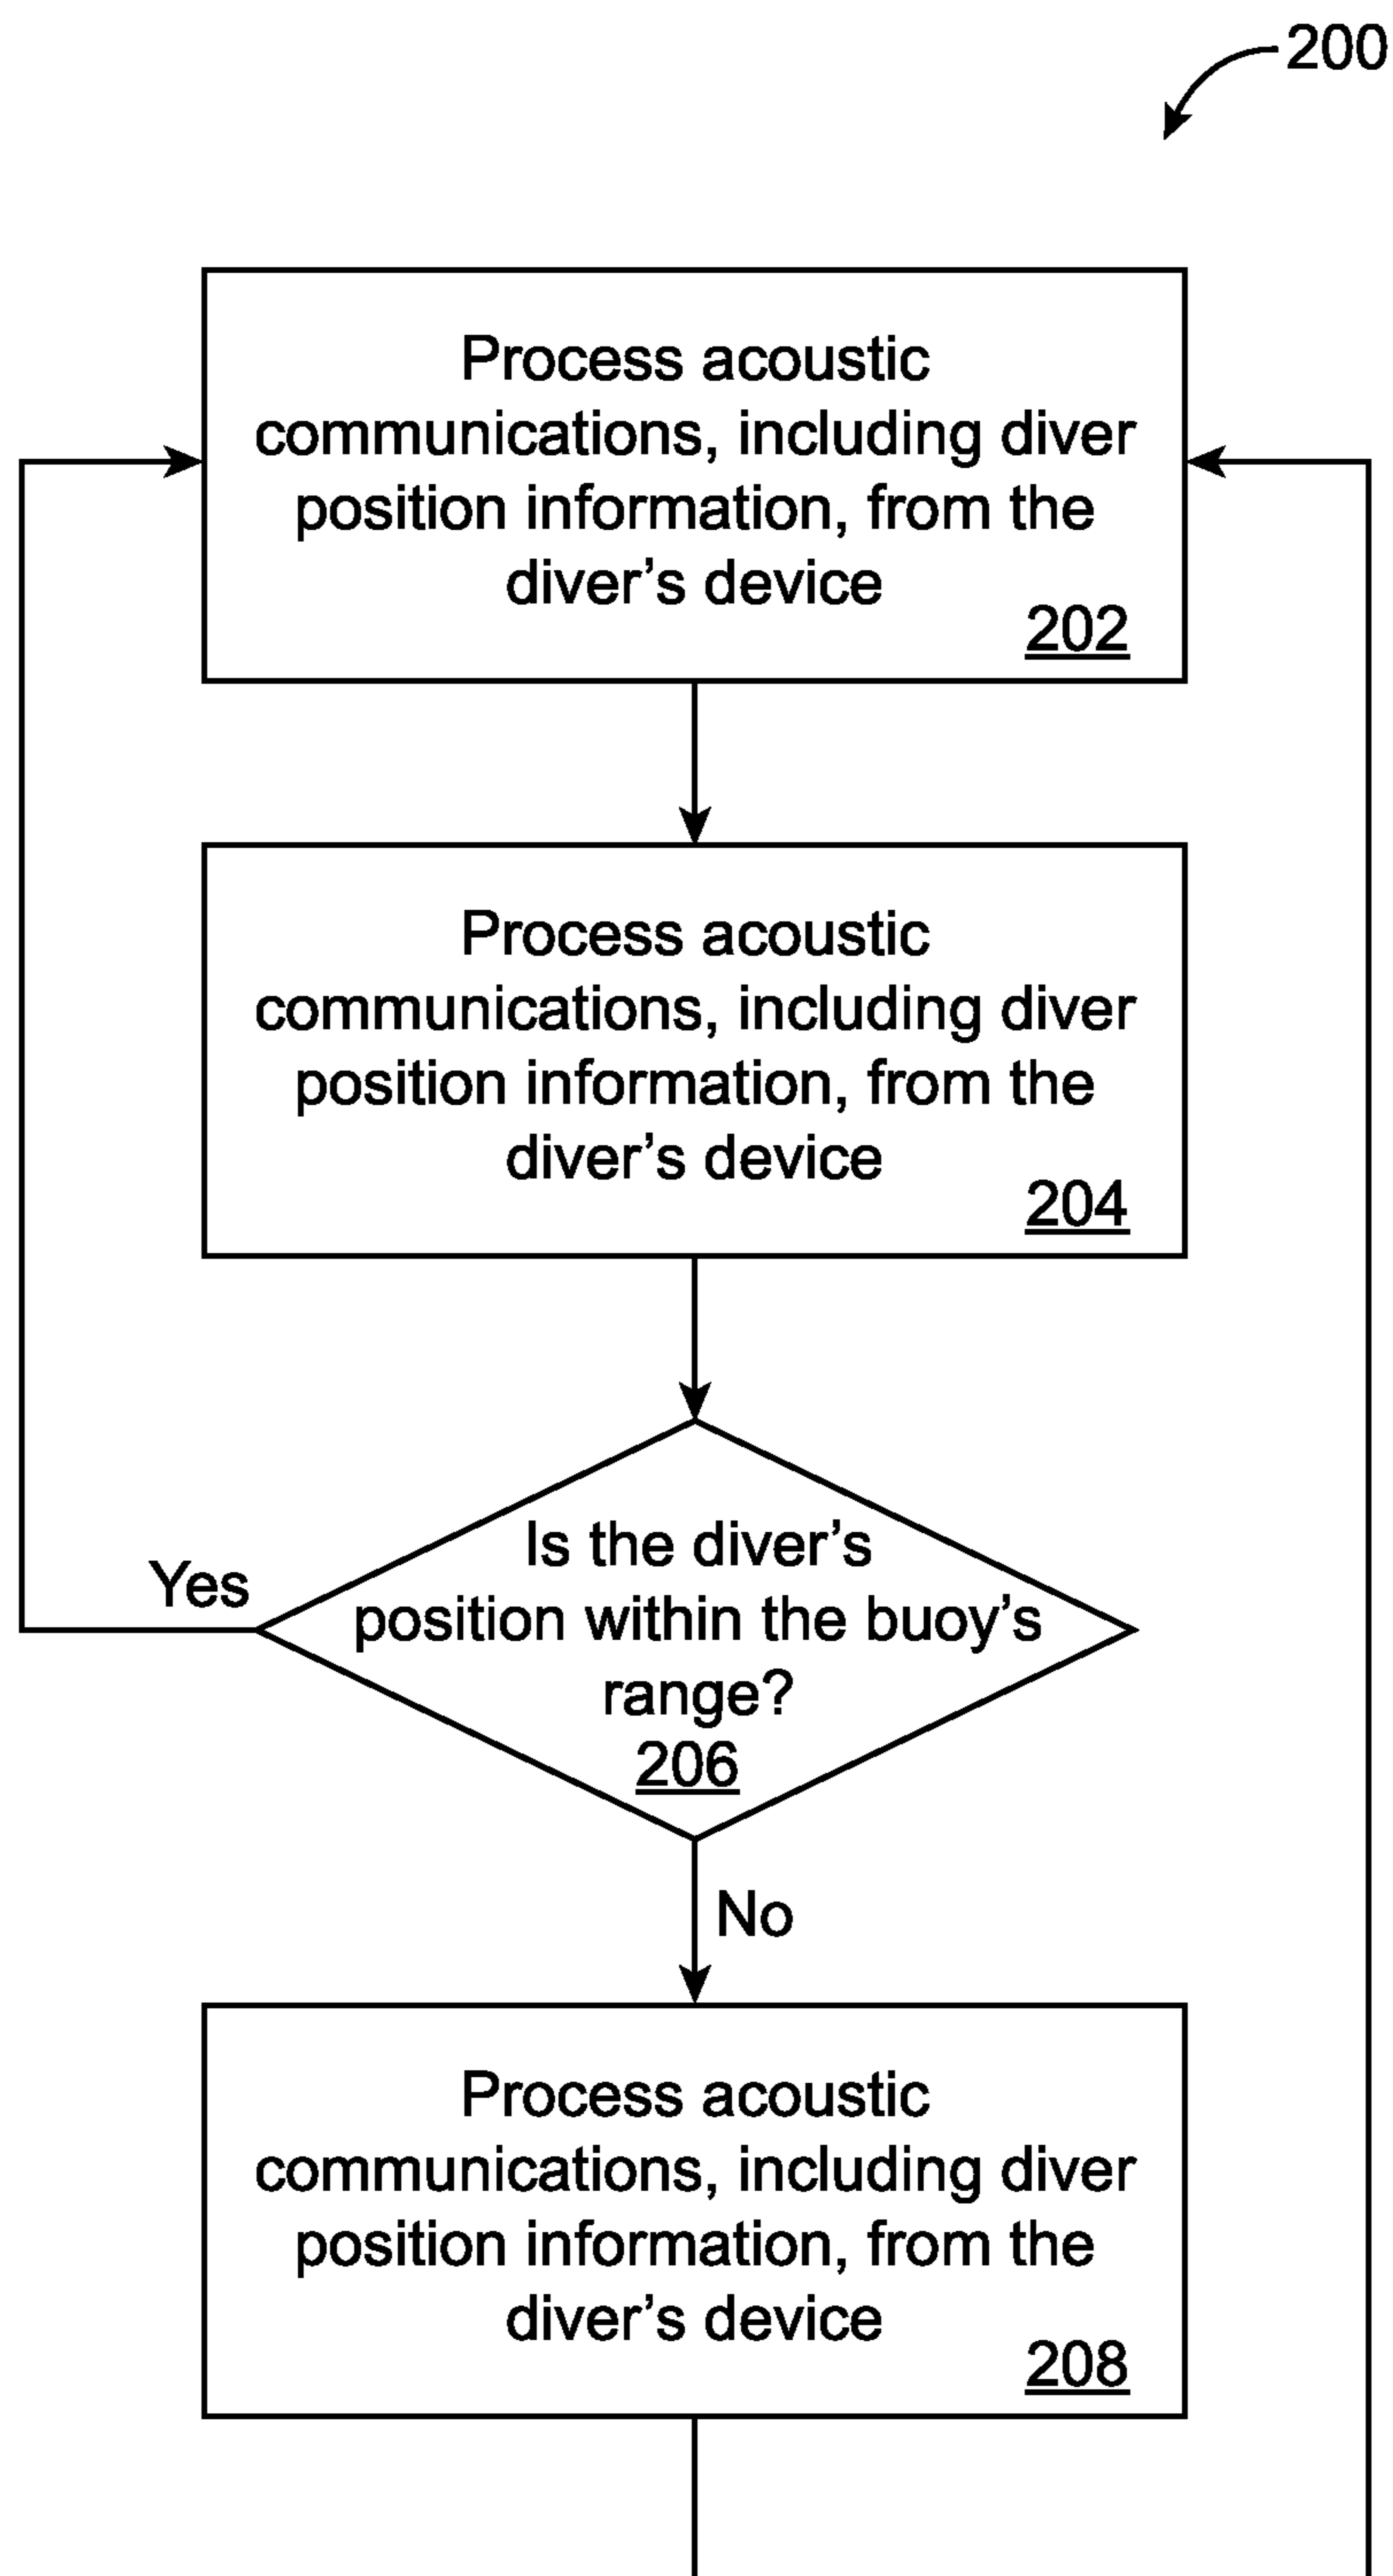 200
Process acoustic
communications, including diver
position information, from the
diver’s device
202
Process acoustic
communications, including diver
position information, from the
diver’s device
204
Is the diver’s
position within the buoy’s
range?
206
Yes
No
Process acoustic
communications, including diver
position information, from the
diver’s device
208